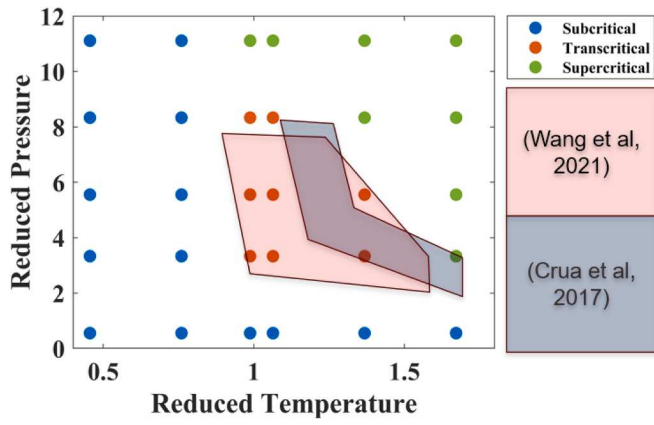 12
10
8
6
4
2
0
0.5
1
1.5
Reduced Pressure
Reduced Temperature
Subcritical
Transcritical
Supercritical
(Wang et al,
2021)
(Crua et al,
2017)